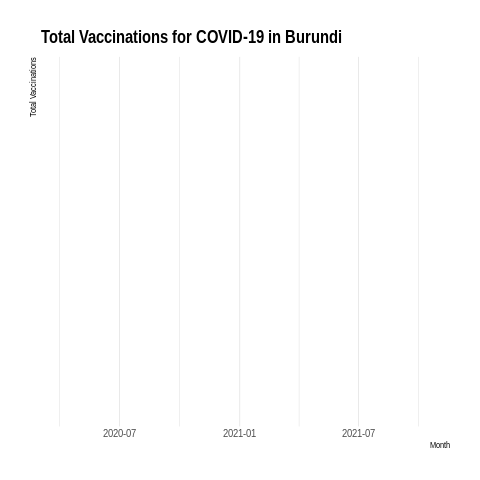 Total Vaccinations for COVID-19 in Burundi
Total Vaccinations
2020-07
2021-01
2021-07
Month